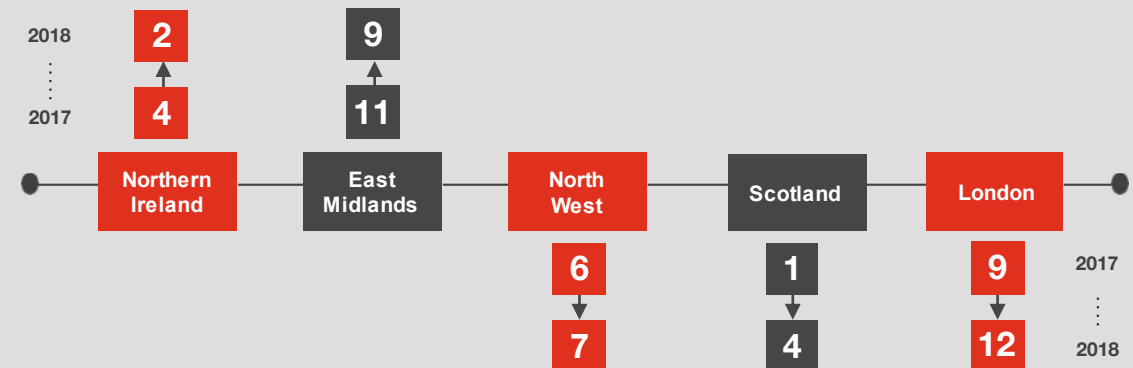 2018
2
9
2017
4
11
Northern
Ireland
East
Midlands
North
West
Scotland
London
6
1
9
2017
7
4
12
2018